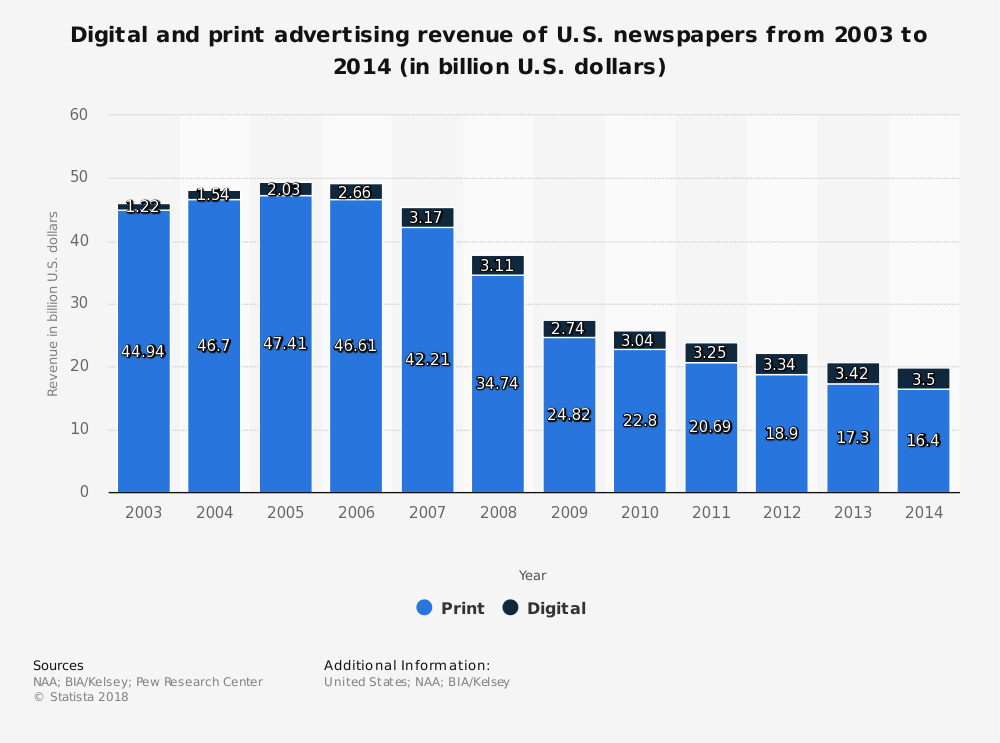 Digital and print advertising revenue of U.S. newspapers from 2003 to
2014 (in billion U.S. dollars)
Revenue in billion U.S. dollars
60
50
40
30
20
10
0
1.22
1.54
2.03
2.66
3.17
3.11
2.74
3.04
3.25
3.34
3.42
3.5
44.94
46.7
47.41
46.61
42.21
34.74
24.82
22.8
20.69
18.9
17.3
16.4
2003 2004 2005 2006 2007 2008 2009 2010 2011 2012 2013 2014
Year
Print Digital
Sources
NAA; BIA/Kelsey; Pew Research Center
© Statista 2018
Additional Information:
United States; NAA; BIA/Kelsey